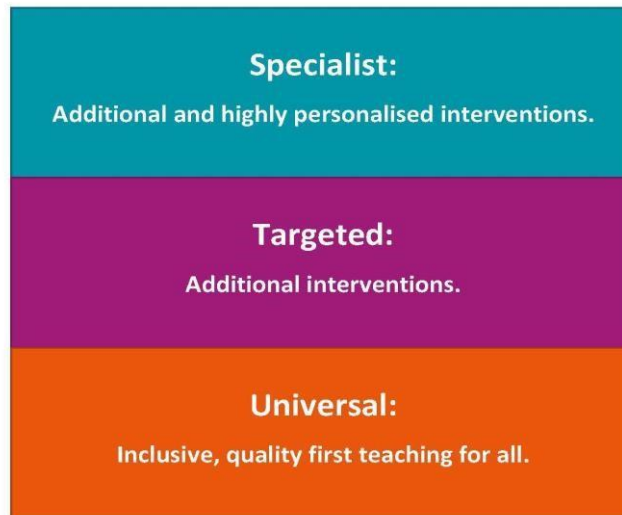 Specialist:
Additional and highly personalised interventions.
Targeted:
Additional interventions.
Universal:
Inclusive, quality first teaching for all.